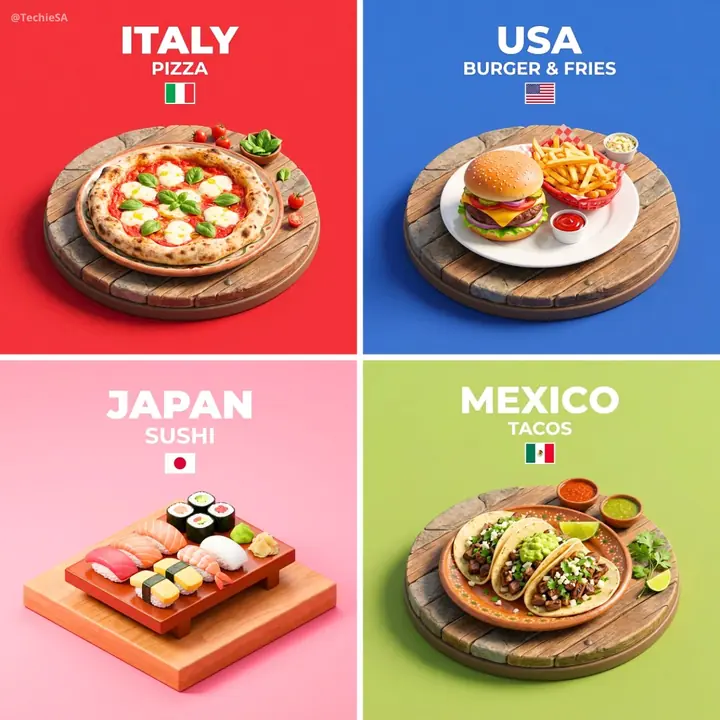 @TechieSA
ITALY
PIZZA
USA
BURGER & FRIES
JAPAN
SUSHI
MEXICO
TACOS